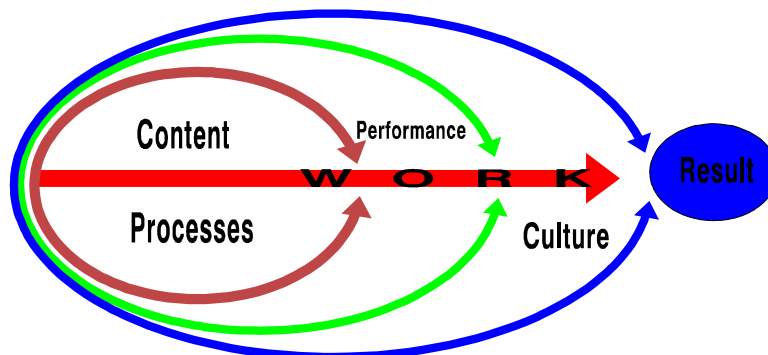 Content
Performance
W O R K
Result
Processes
Culture